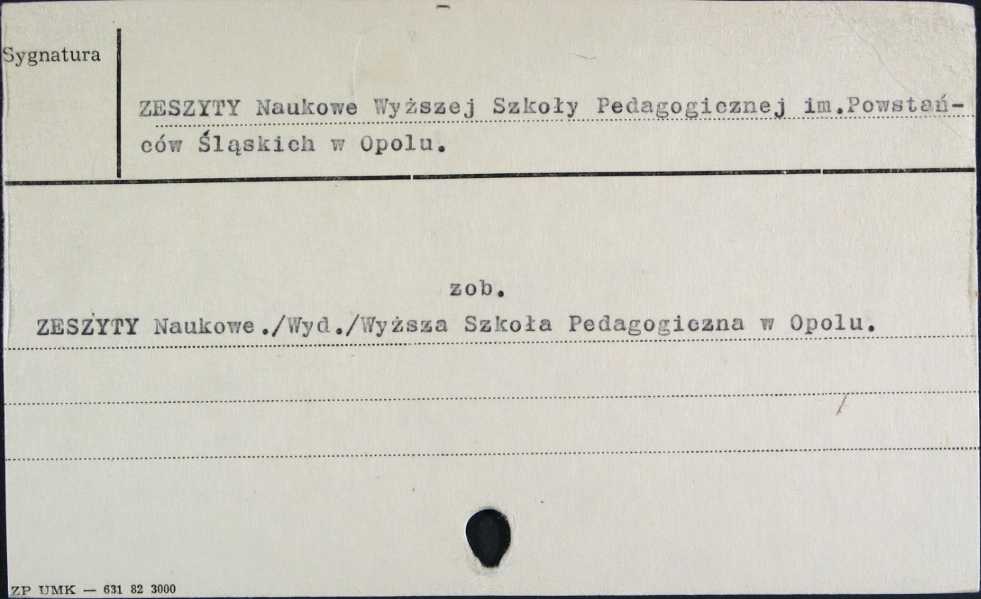 Sygnatura
ZESZYTY Naukowe Wyższej Szkoły Pedagogicznej im.Powstań-
ców Śląskich w Opolu.
zob.
ZESZYTY Naukowe./Wyd./Wyższa Szkoła Pedagogiczna w Opolu.
ZP UMK — 631 82 3000